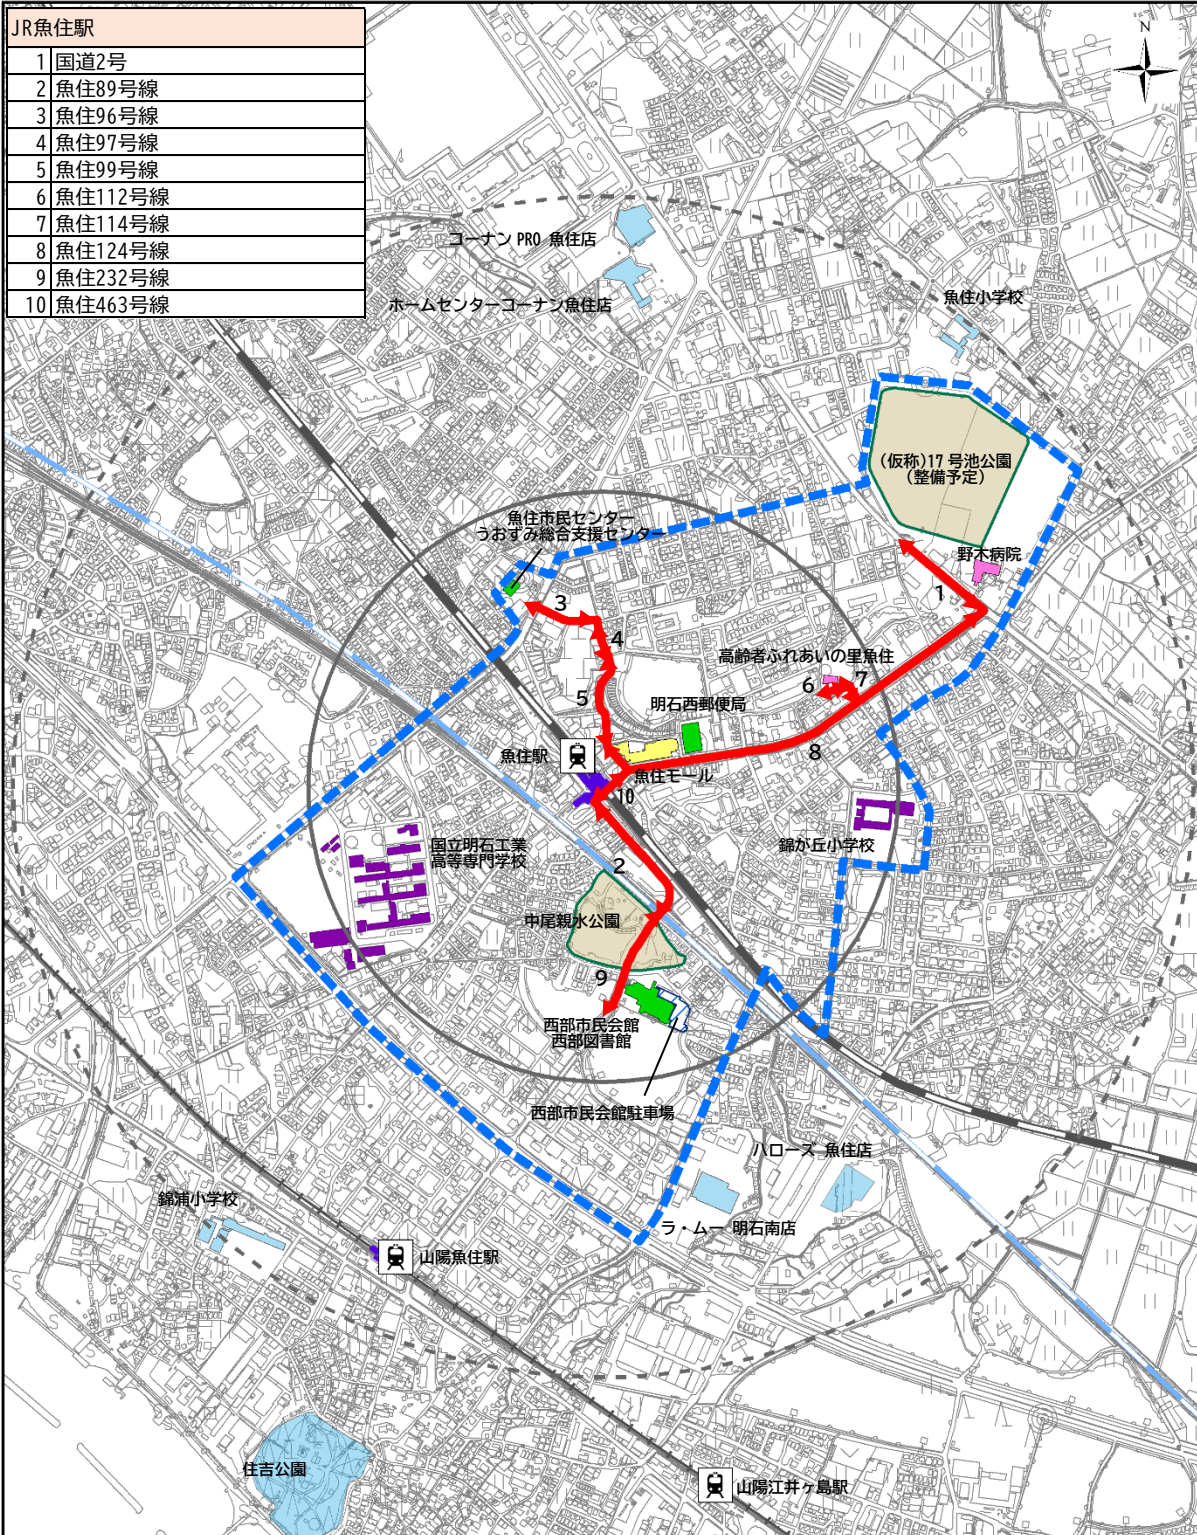 JR魚住駅
1 国道2号
2 魚住89号線
3 魚住96号線
4 魚住97号線
5 魚住99号線
6 魚住112号線
7 魚住114号線
8 魚住124号線
9 魚住232号線
10 魚住463号線
N
コーナン PRO 魚住店
ホームセンターコーナン魚住店
魚住小学校
(仮称)17号池公園
(整備予定)
魚住市民センター
うおずみ総合支援センター
野木病院
1
3
4
高齢者ふれあいの里魚住
6
7
5
明石西郵便局
8
魚住駅
魚住モール
10
国立明石工業
高等専門学校
錦が丘小学校
2
中尾親水公園
9
西部市民会館
西部図書館
西部市民会館駐車場
ハローズ 魚住店
錦浦小学校
ラ・ムー 明石南店
山陽魚住駅
住吉公園
山陽江井ヶ島駅